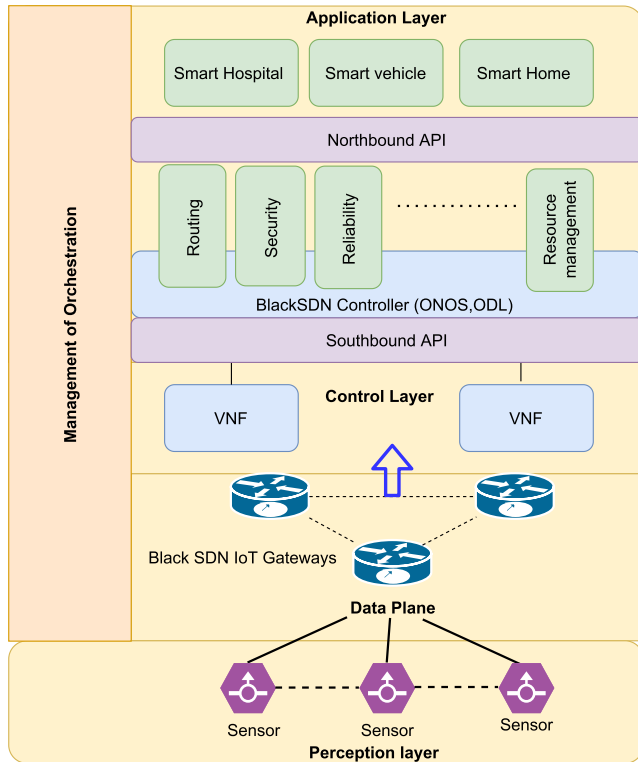 Application Layer
Smart Hospital
Smart vehicle
Smart Home
Northbound API
Routing
Security
Reliability
Resource
management
BlackSDN Controller (ONOS,ODL)
Southbound API
Control Layer
VNF
VNF
Management of Orchestration
Black SDN IoT Gateways
Data Plane
Sensor
Sensor
Sensor
Perception layer